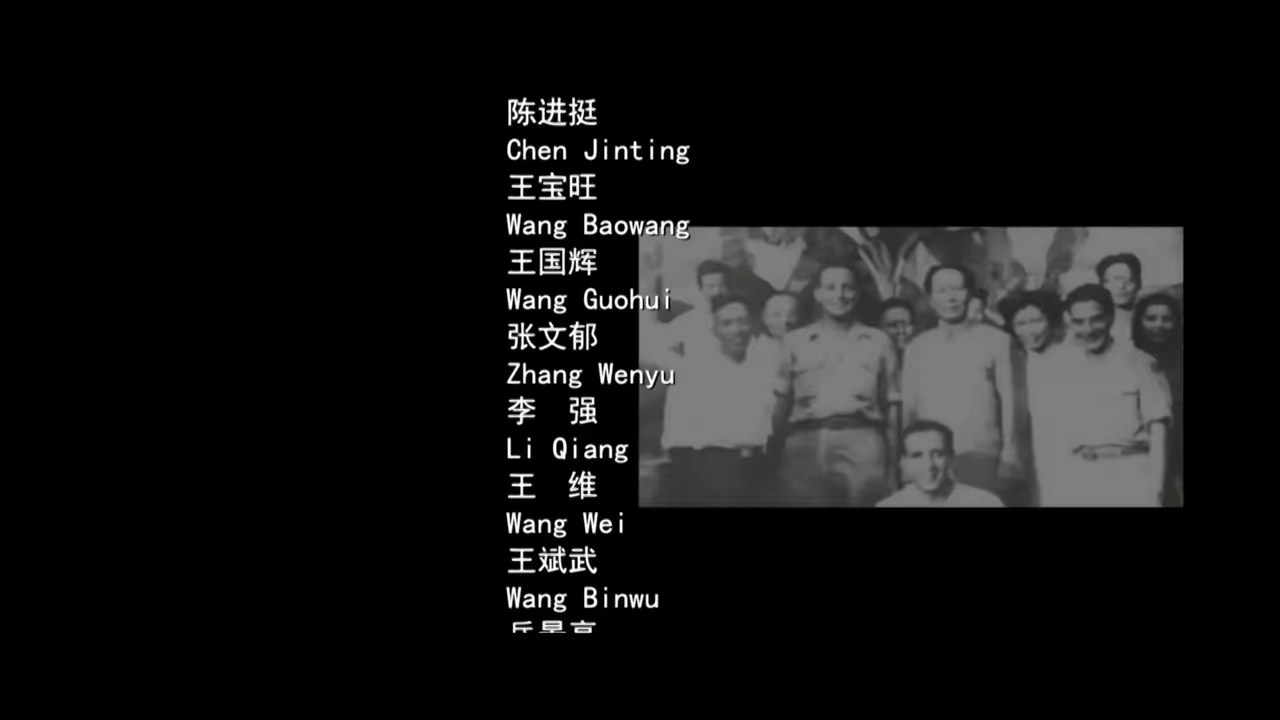 陈进挺
Chen Jinting
王宝旺
Wang Baowang
王国辉
Wang Guohui
张文郁
Zhang Wenyu
李　强
Li Qiang
王　维
Wang Wei
王斌武
Wang Binwu